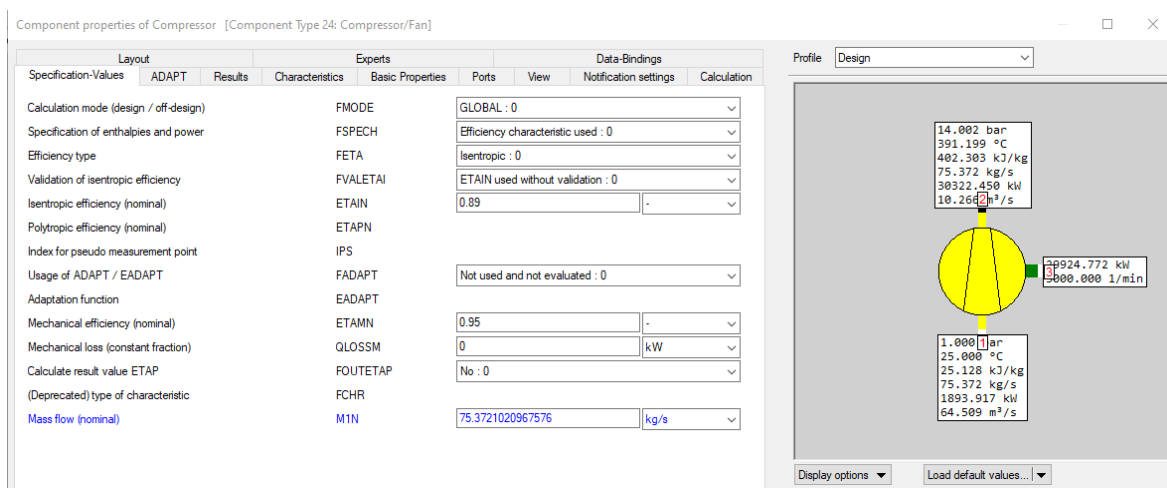 Component properties of Compressor [Component Type 24: Compressor/Fan]
Layout Experts Data-Bindings
Specification-Values ADAPT Results Characteristics Basic Properties Ports View Notification settings Calculation
Calculation mode (design / off-design) FMODE GLOBAL : 0
Specification of enthalpies and power FSPECH Efficiency characteristic used : 0
Efficiency type FETA Isentropic : 0
Validation of isentropic efficiency FVALETAI ETAIN used without validation : 0
Isentropic efficiency (nominal) ETAIN 0.89 -
Polytropic efficiency (nominal) ETAPN
Index for pseudo measurement point IPS
Usage of ADAPT / EADAPT FADAPT Not used and not evaluated : 0
Adaptation function EADAPT
Mechanical efficiency (nominal) ETAMN 0.95 -
Mechanical loss (constant fraction) QLOSSM 0 kW
Calculate result value ETAP FOUTETAP No : 0
(Deprecated) type of characteristic FCHR
Mass flow (nominal) M1N 75.3721020967576 kg/s
Profile Design
14.002 bar
391.199 °C
402.303 kJ/kg
75.372 kg/s
30322.450 kW
10.266 m³/s
2
29924.772 kW
3
000.000 1/min
1.000
1
25.000 °C
25.128 kJ/kg
75.372 kg/s
1893.917 kW
64.509 m³/s
Display options Load default values...